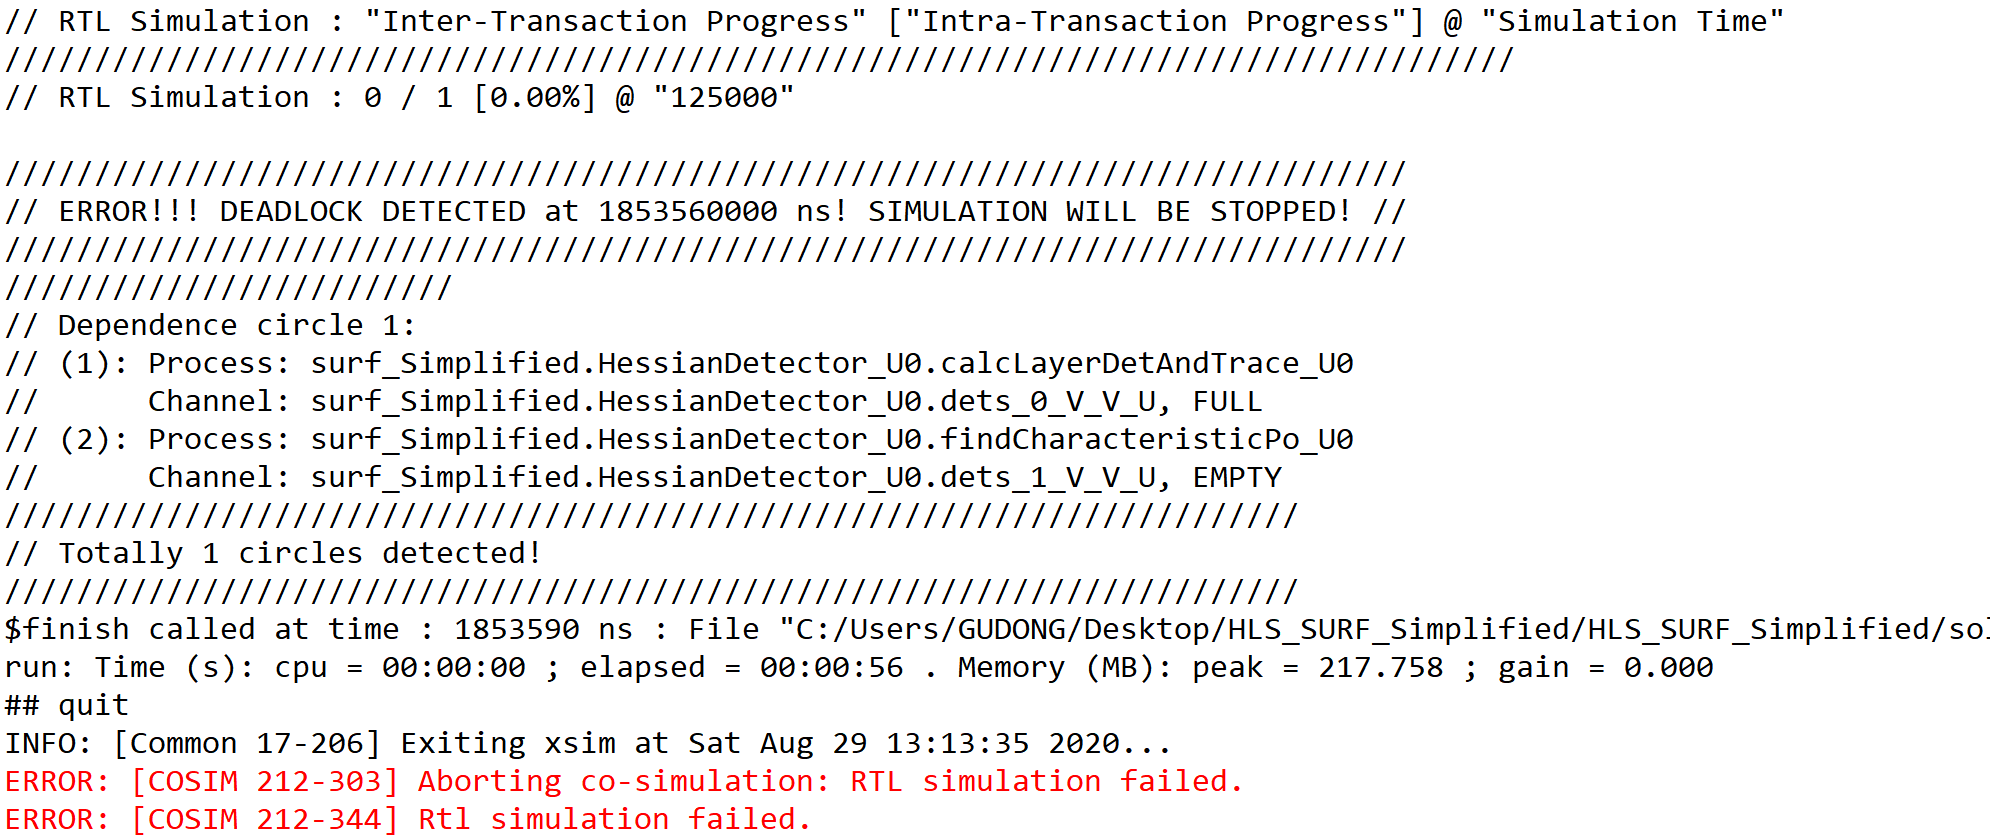 // RTL Simulation : "Inter-Transaction Progress" ["Intra-Transaction Progress"] @ "Simulation Time"
////////////////////////////////////////////////////////////////////////////////////
// RTL Simulation : 0 / 1 [0.00%] @ "125000"
//////////////////////////////////////////////////////////////////////////////
// ERROR!!! DEADLOCK DETECTED at 1853560000 ns! SIMULATION WILL BE STOPPED! //
//////////////////////////////////////////////////////////////////////////////
/////////////////////////
// Dependence circle 1:
// (1): Process: surf_Simplified.HessianDetector_U0.calcLayerDetAndTrace_U0
//      Channel: surf_Simplified.HessianDetector_U0.dets_0_V_V_U, FULL
// (2): Process: surf_Simplified.HessianDetector_U0.findCharacteristicPo_U0
//      Channel: surf_Simplified.HessianDetector_U0.dets_1_V_V_U, EMPTY
////////////////////////////////////////////////////////////////////////
// Totally 1 circles detected!
////////////////////////////////////////////////////////////////////////
$finish called at time : 1853590 ns : File "C:/Users/GUDONG/Desktop/HLS_SURF_Simplified/HLS_SURF_Simplified/sol
run: Time (s): cpu = 00:00:00 ; elapsed = 00:00:56 . Memory (MB): peak = 217.758 ; gain = 0.000
## quit
INFO: [Common 17-206] Exiting xsim at Sat Aug 29 13:13:35 2020...
ERROR: [COSIM 212-303] Aborting co-simulation: RTL simulation failed.
ERROR: [COSIM 212-344] Rtl simulation failed.